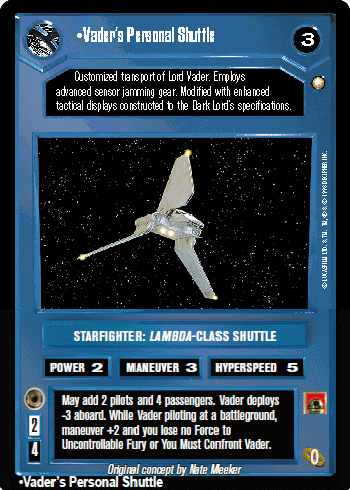 •Vader's Personal Shuttle
3
Customized transport of Lord Vader. Employs
advanced sensor jamming gear. Modified with enhanced
tactical displays constructed to the Dark Lord's specifications.
STARFIGHTER: LAMBDA-CLASS SHUTTLE
POWER 2
MANEUVER 3
HYPERSPEED 5
May add 2 pilots and 4 passengers. Vader deploys
-3 aboard. While Vader piloting at a battleground,
maneuver +2 and you lose no Force to
Uncontrollable Fury or You Must Confront Vader.
2
4
0
Original concept by Nate Meeker
•Vader's Personal Shuttle